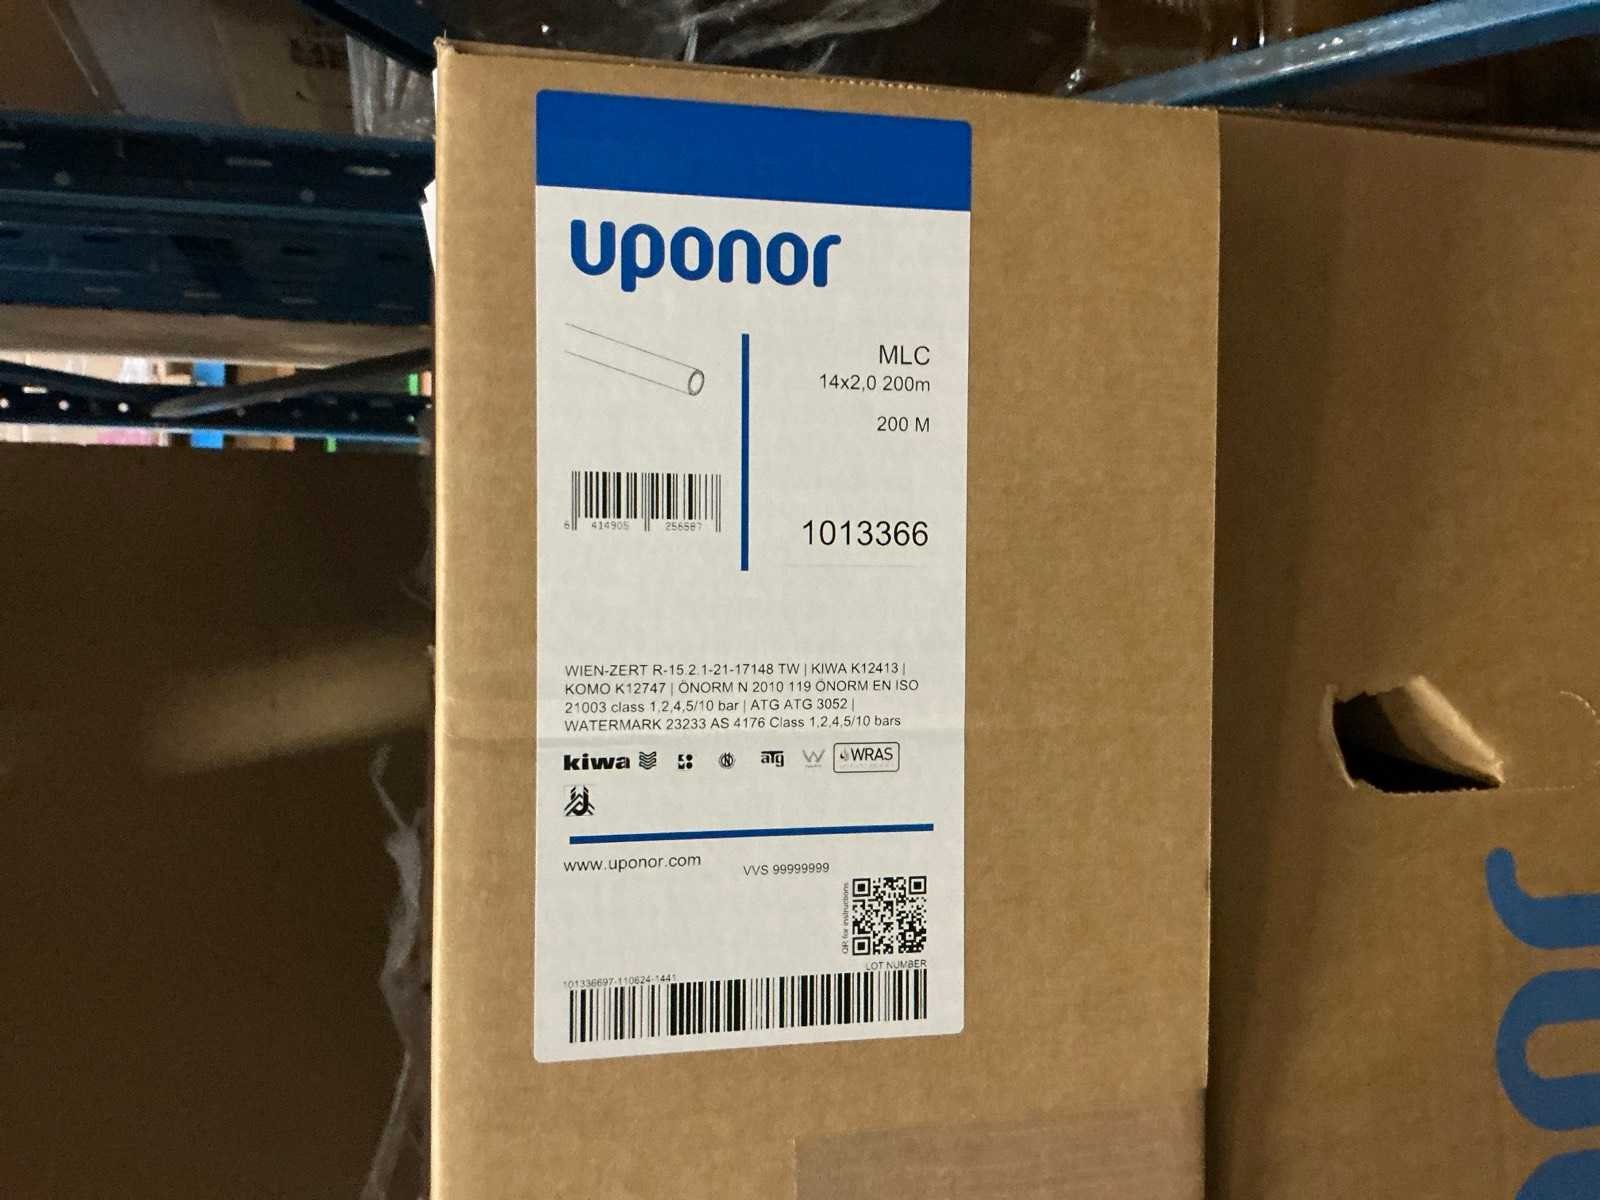 uponor
MLC
14x2,0 200m
200 M
6 414905 256587
1013366
WIEN-ZERT R-15.2.1-21-17148 TW | KIWA K12413 |
KOMO K12747 | ÖNORM N 2010 119 ÖNORM EN ISO
21003 class 1,2,4,5/10 bar | ATG ATG 3052 |
WATERMARK 23233 AS 4176 Class 1,2,4,5/10 bars
kiwa
aTg
WRAS
www.uponor.com
VVS 99999999
QR for instructions
LOT NUMBER
101336697-110624-1441